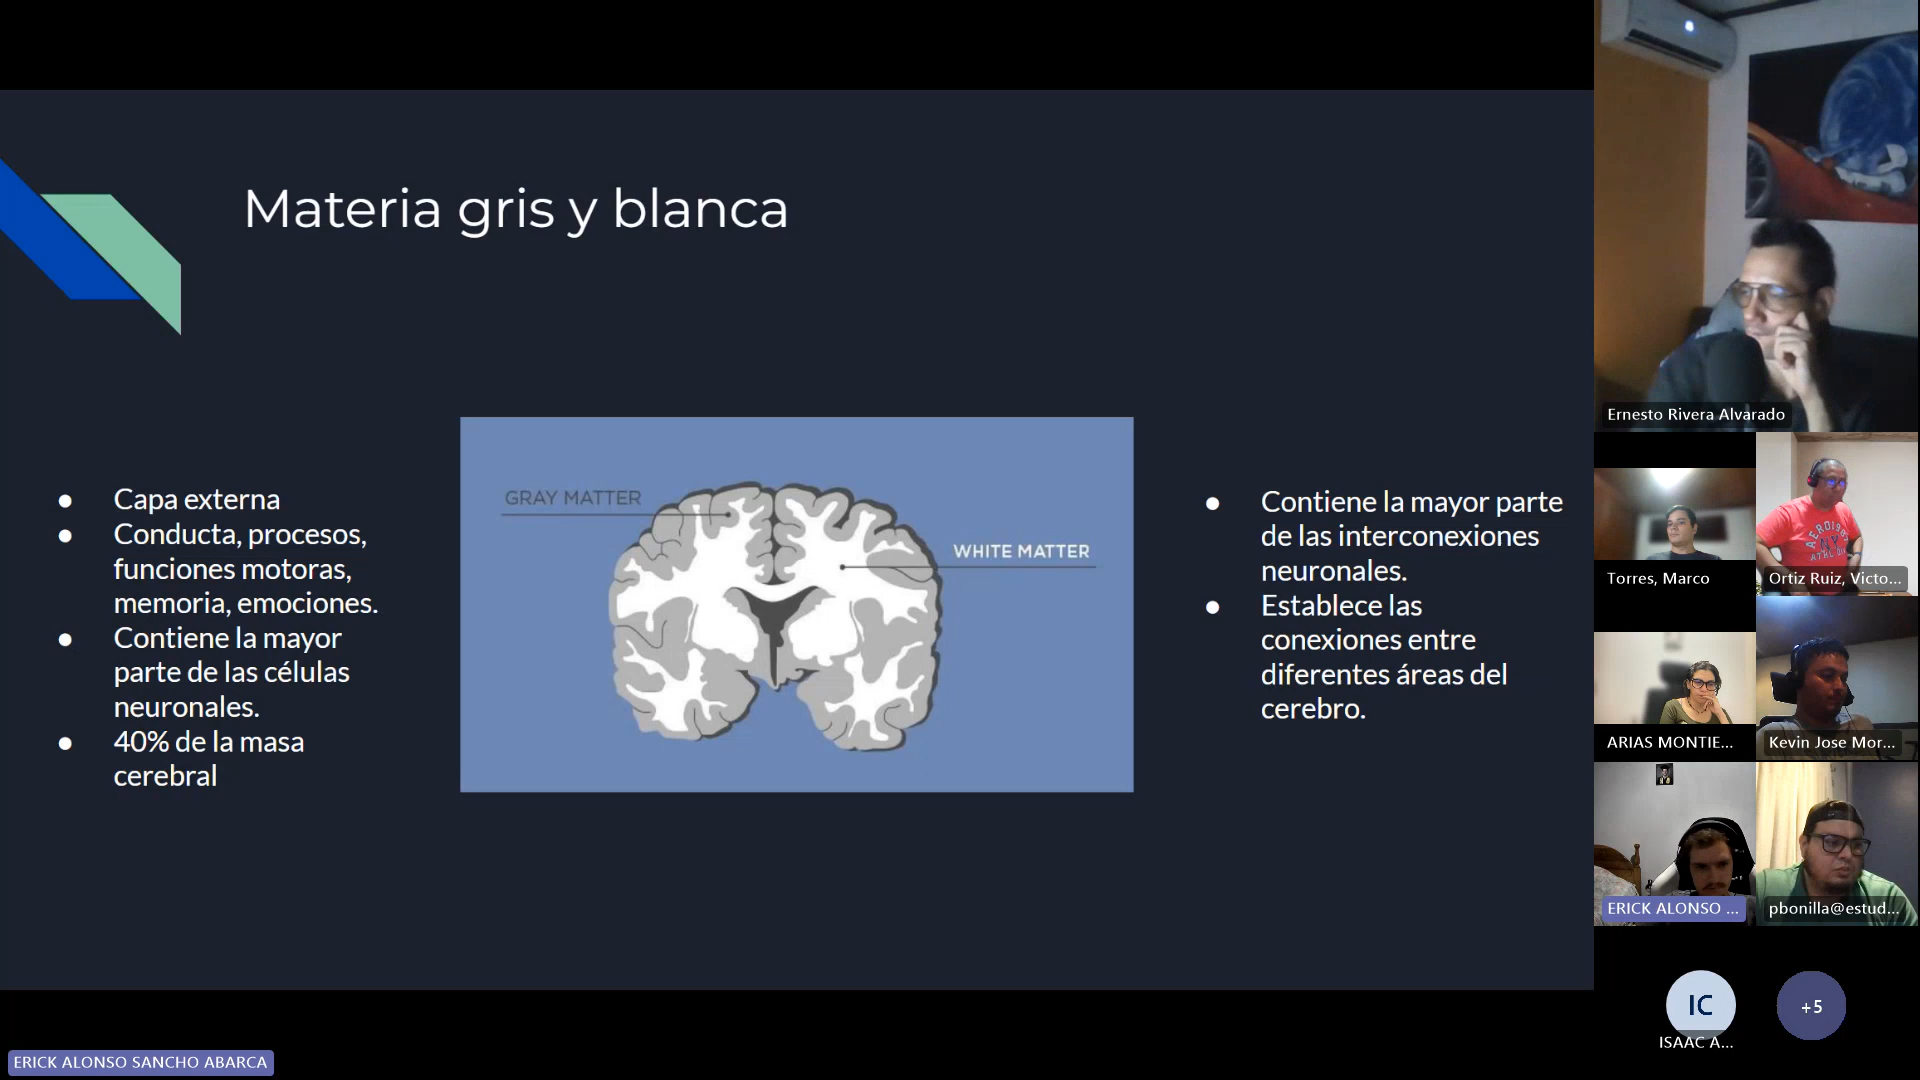 Materia gris y blanca
● Capa externa
● Conducta, procesos,
funciones motoras,
memoria, emociones.
● Contiene la mayor
parte de las células
neuronales.
● 40% de la masa
cerebral
GRAY MATTER
WHITE MATTER
● Contiene la mayor parte
de las interconexiones
neuronales.
● Establece las
conexiones entre
diferentes áreas del
cerebro.
Ernesto Rivera Alvarado
Torres, Marco
Ortiz Ruiz, Victo...
ARIAS MONTIE...
Kevin Jose Mor...
ERICK ALONSO ...
pbonilla@estud...
IC
+5
ISAAC A...
ERICK ALONSO SANCHO ABARCA